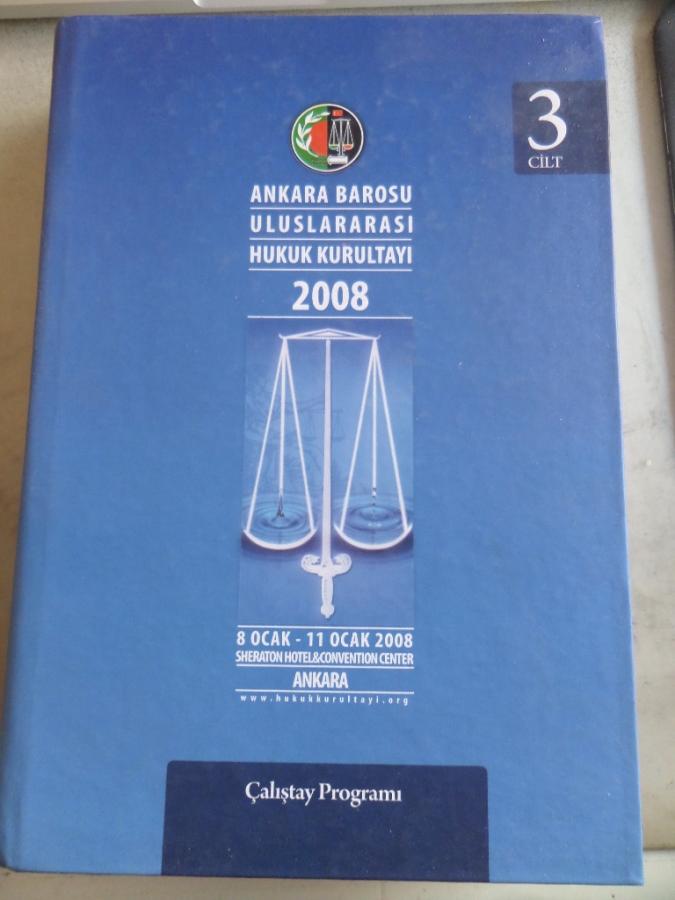 3
CİLT
ANKARA BAROSU
ULUSLARARASI
HUKUK KURULTAYI
2008
8 OCAK - 11 OCAK 2008
SHERATON HOTEL&CONVENTION CENTER
ANKARA
www.hukukkurultayi.org
Çalıştay Programı